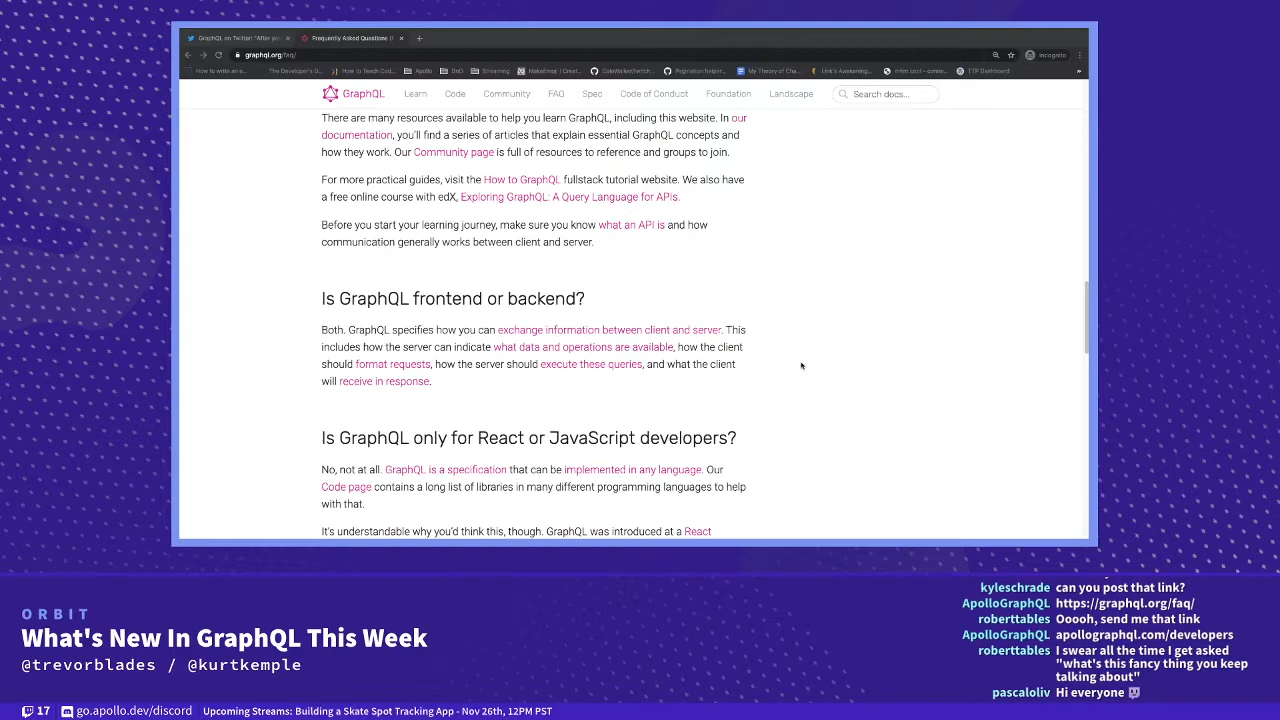 GraphQL on Twitter: "After yo
Frequently Asked Questions (
graphql.org/faq/
Incognito
How to write an e...
The Developer's G...
How to Teach Cod...
Apollo
GnD
Streaming
MakeEmoji | Creat...
CodeWalker/twitch...
Pagination helper...
My Theory of Cha...
Link's Awakening...
TTP Dashboard
»
GraphQL
Learn
Code
Community
FAQ
Spec
Code of Conduct
Foundation
Landscape
Search docs...
There are many resources available to help you learn GraphQL, including this website. In our
documentation, you'll find a series of articles that explain essential GraphQL concepts and
how they work. Our Community page is full of resources to reference and groups to join.
For more practical guides, visit the How to GraphQL fullstack tutorial website. We also have
a free online course with edX, Exploring GraphQL: A Query Language for APIs.
Before you start your learning journey, make sure you know what an API is and how
communication generally works between client and server.
Is GraphQL frontend or backend?
Both. GraphQL specifies how you can exchange information between client and server. This
includes how the server can indicate what data and operations are available, how the client
should format requests, how the server should execute these queries, and what the client
will receive in response.
Is GraphQL only for React or JavaScript developers?
No, not at all. GraphQL is a specification that can be implemented in any language. Our
Code page contains a long list of libraries in many different programming languages to help
with that.
It's understandable why you'd think this, though. GraphQL was introduced at a React
ORBIT
What's New In GraphQL This Week
@trevorblades / @kurtkemple
kyleschrade can you post that link?
ApolloGraphQL https://graphql.org/faq/
roberttables Ooooh, send me that link
ApolloGraphQL apollographql.com/developers
roberttables I swear all the time I get asked
"what's this fancy thing you keep
talking about"
pascaloliv Hi everyone
17
go.apollo.dev/discord
Upcoming Streams: Building a Skate Spot Tracking App - Nov 26th, 12PM PST